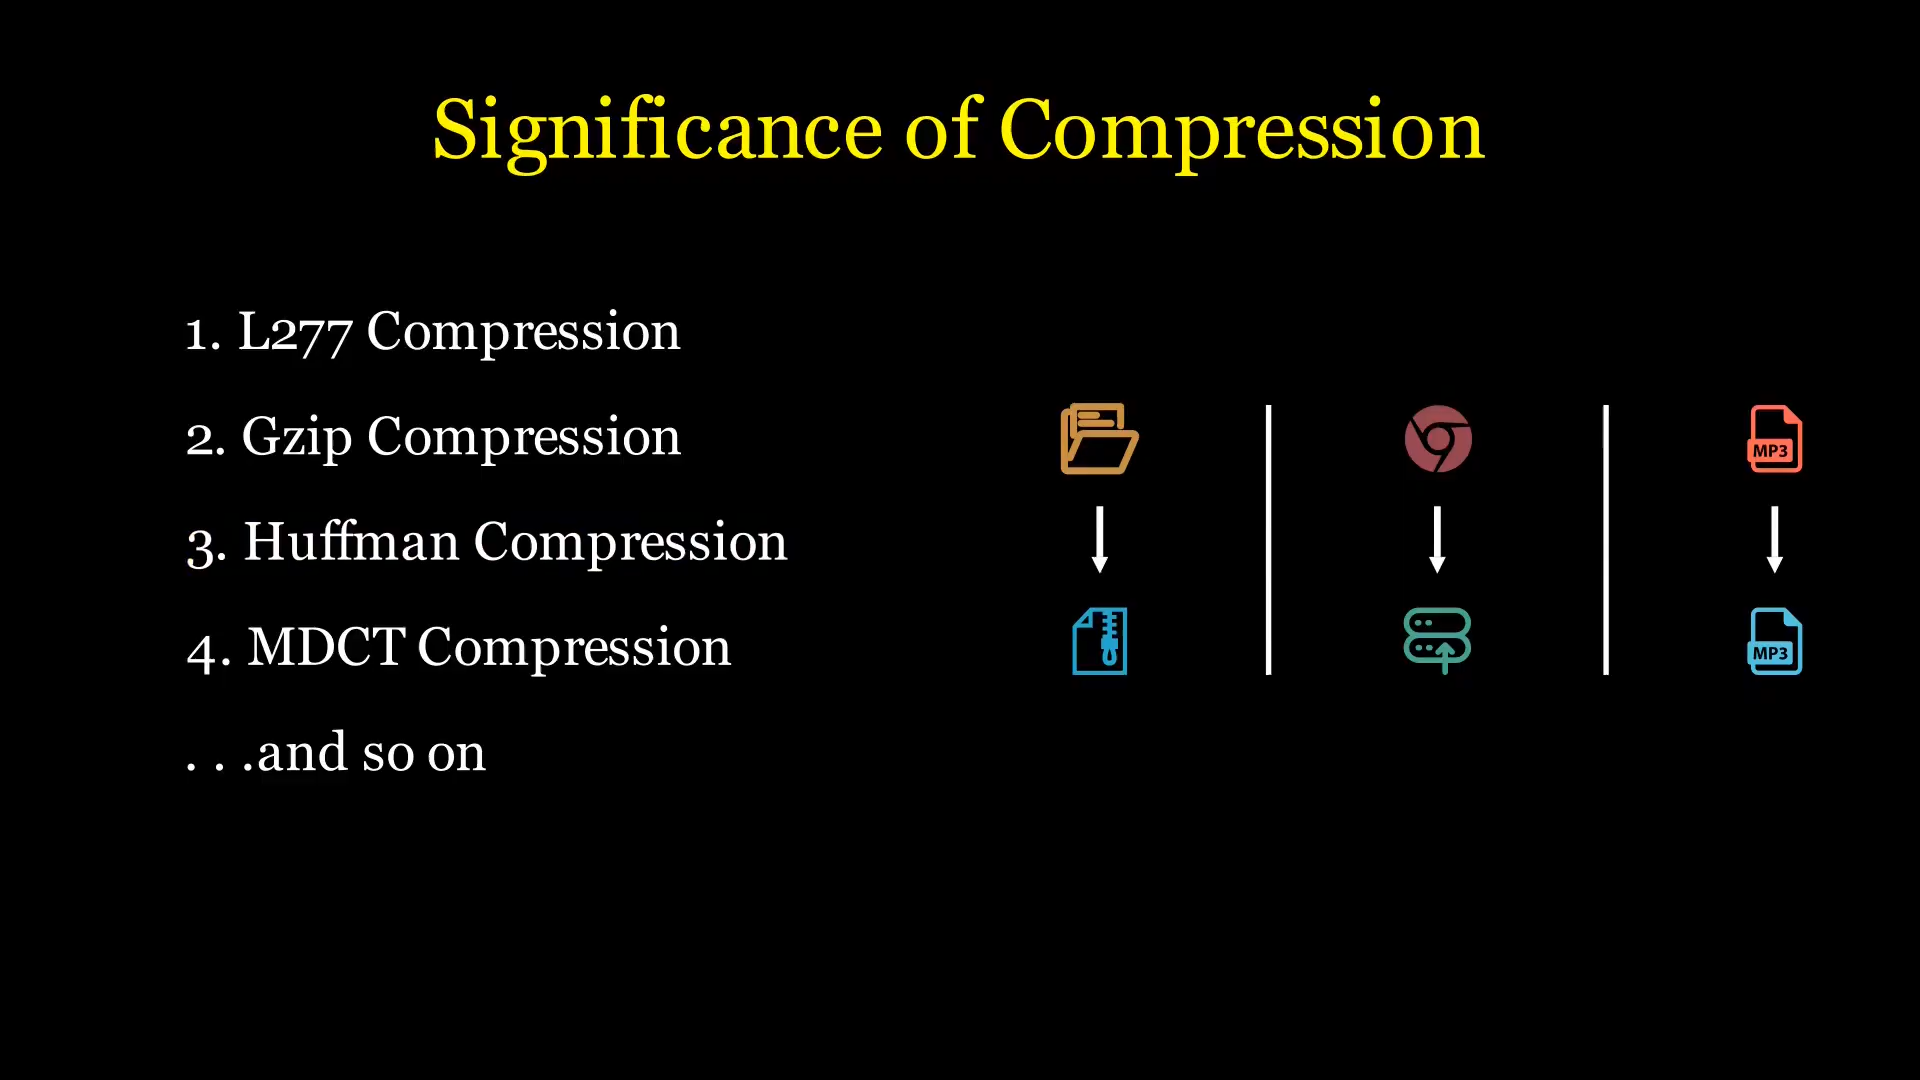 Significance of Compression
1. L277 Compression
2. Gzip Compression
3. Huffman Compression
4. MDCT Compression
. . .and so on
MP3
MP3